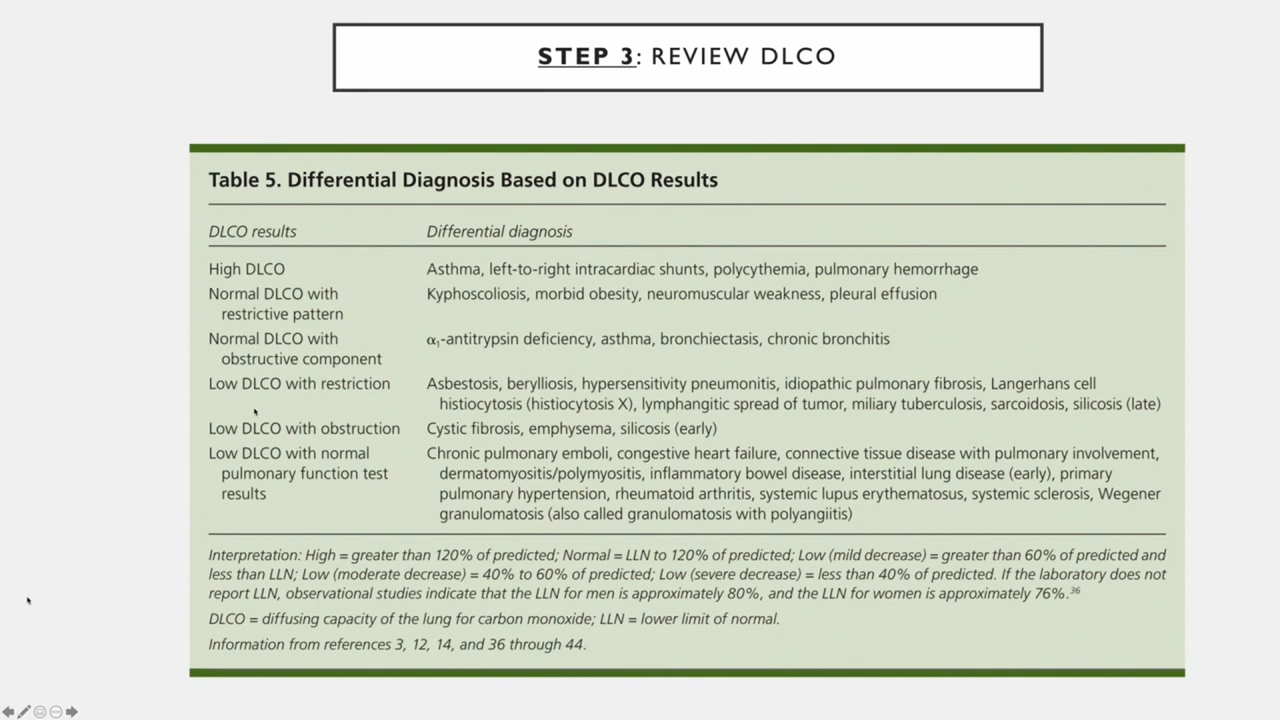 STEP 3: REVIEW DLCO
Table 5. Differential Diagnosis Based on DLCO Results
DLCO results Differential diagnosis
High DLCO Asthma, left-to-right intracardiac shunts, polycythemia, pulmonary hemorrhage
Normal DLCO with Kyphoscoliosis, morbid obesity, neuromuscular weakness, pleural effusion
restrictive pattern
Normal DLCO with α1-antitrypsin deficiency, asthma, bronchiectasis, chronic bronchitis
obstructive component
Low DLCO with restriction Asbestosis, berylliosis, hypersensitivity pneumonitis, idiopathic pulmonary fibrosis, Langerhans cell
histiocytosis (histiocytosis X), lymphangitic spread of tumor, miliary tuberculosis, sarcoidosis, silicosis (late)
Low DLCO with obstruction Cystic fibrosis, emphysema, silicosis (early)
Low DLCO with normal Chronic pulmonary emboli, congestive heart failure, connective tissue disease with pulmonary involvement,
pulmonary function test dermatomyositis/polymyositis, inflammatory bowel disease, interstitial lung disease (early), primary
results pulmonary hypertension, rheumatoid arthritis, systemic lupus erythematosus, systemic sclerosis, Wegener
granulomatosis (also called granulomatosis with polyangiitis)
Interpretation: High = greater than 120% of predicted; Normal = LLN to 120% of predicted; Low (mild decrease) = greater than 60% of predicted and
less than LLN; Low (moderate decrease) = 40% to 60% of predicted; Low (severe decrease) = less than 40% of predicted. If the laboratory does not
report LLN, observational studies indicate that the LLN for men is approximately 80%, and the LLN for women is approximately 76%.36
DLCO = diffusing capacity of the lung for carbon monoxide; LLN = lower limit of normal.
Information from references 3, 12, 14, and 36 through 44.